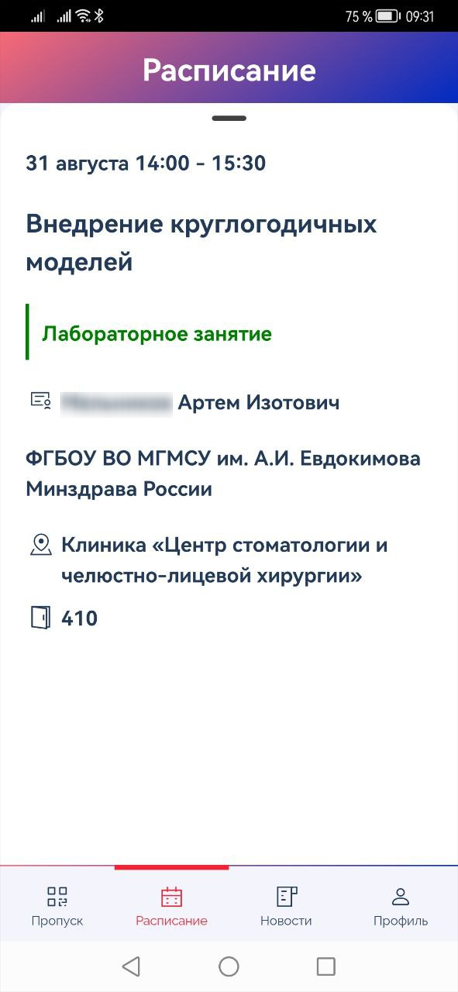 75 % 09:31
Расписание
31 августа 14:00 - 15:30
Внедрение круглогодичных
моделей
Лабораторное занятие
Артем Изотович
ФГБОУ ВО МГМСУ им. А.И. Евдокимова
Минздрава России
Клиника «Центр стоматологии и
челюстно-лицевой хирургии»
410
Пропуск
Расписание
Новости
Профиль